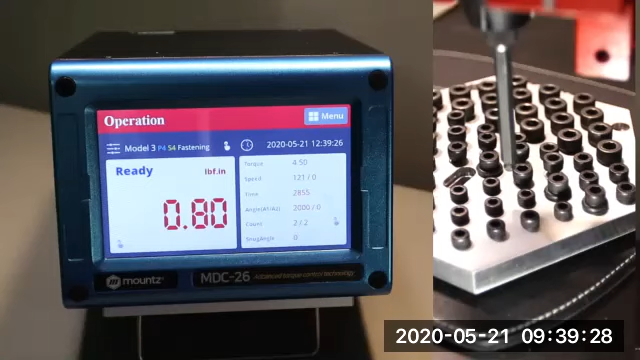 Operation
Menu
Model 3 P4 S4 Fastening
2020-05-21 12:39:26
Ready
lbf.in
0.80
Torque 4.50
Speed 121 / 0
Time 2855
Angle(A1/A2) 2000 / 0
Count 2 / 2
SnugAngle 0
mountz
MDC-26 Advanced torque control technology
2020-05-21 09:39:28